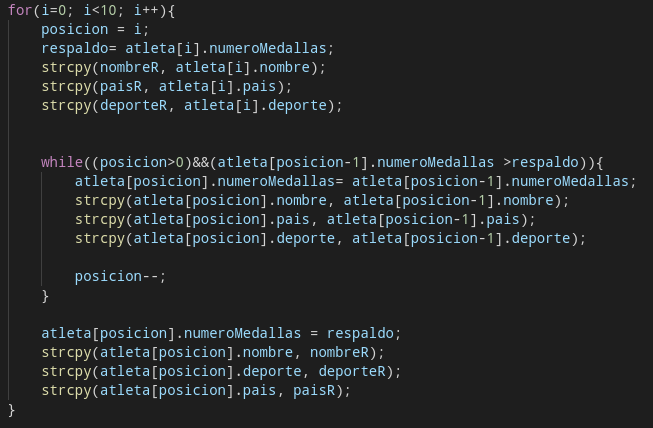 for(i=0; i<10; i++){
    posicion = i;
    respaldo= atleta[i].numeroMedallas;
    strcpy(nombreR, atleta[i].nombre);
    strcpy(paisR, atleta[i].pais);
    strcpy(deporteR, atleta[i].deporte);
    while((posicion>0)&&(atleta[posicion-1].numeroMedallas >respaldo)){
        atleta[posicion].numeroMedallas= atleta[posicion-1].numeroMedallas;
        strcpy(atleta[posicion].nombre, atleta[posicion-1].nombre);
        strcpy(atleta[posicion].pais, atleta[posicion-1].pais);
        strcpy(atleta[posicion].deporte, atleta[posicion-1].deporte);
        posicion--;
    }
    atleta[posicion].numeroMedallas = respaldo;
    strcpy(atleta[posicion].nombre, nombreR);
    strcpy(atleta[posicion].deporte, deporteR);
    strcpy(atleta[posicion].pais, paisR);
}